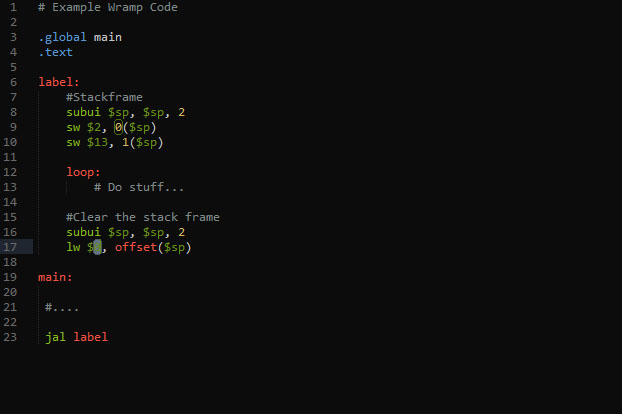 1 # Example Wramp Code
2
3 .global main
4 .text
5
6 label:
7 #Stackframe
8 subui $sp, $sp, 2
9 sw $2, 0($sp)
10 sw $13, 1($sp)
11
12 loop:
13 # Do stuff...
14
15 #Clear the stack frame
16 subui $sp, $sp, 2
17 lw $ , offset($sp)
18
19 main:
20
21 #....
22
23 jal label